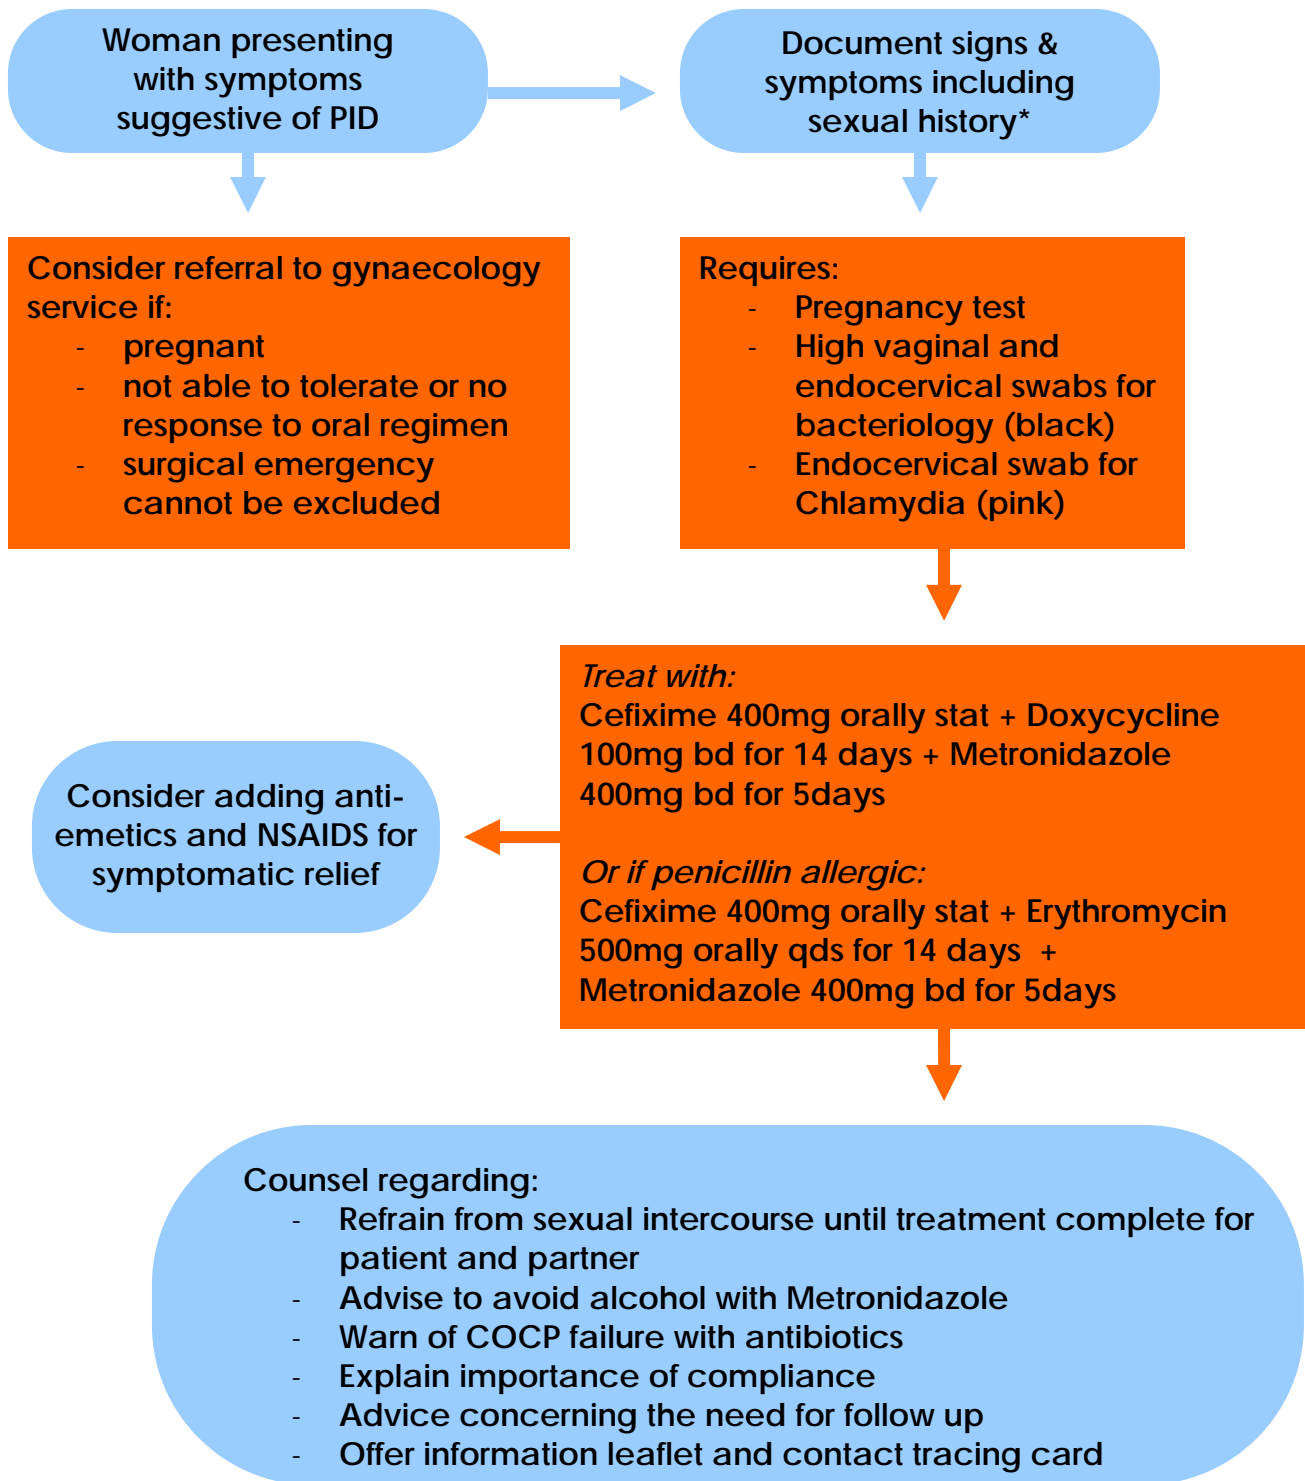 Woman presenting
with symptoms
suggestive of PID
Document signs &
symptoms including
sexual history*
Consider referral to gynaecology
service if:
- pregnant
- not able to tolerate or no
response to oral regimen
- surgical emergency
cannot be excluded
Requires:
- Pregnancy test
- High vaginal and
endocervical swabs for
bacteriology (black)
- Endocervical swab for
Chlamydia (pink)
Treat with:
Cefixime 400mg orally stat + Doxycycline
100mg bd for 14 days + Metronidazole
400mg bd for 5days
Or if penicillin allergic:
Cefixime 400mg orally stat + Erythromycin
500mg orally qds for 14 days +
Metronidazole 400mg bd for 5days
Consider adding anti-
emetics and NSAIDS for
symptomatic relief
Counsel regarding:
- Refrain from sexual intercourse until treatment complete for
patient and partner
- Advise to avoid alcohol with Metronidazole
- Warn of COCP failure with antibiotics
- Explain importance of compliance
- Advice concerning the need for follow up
- Offer information leaflet and contact tracing card